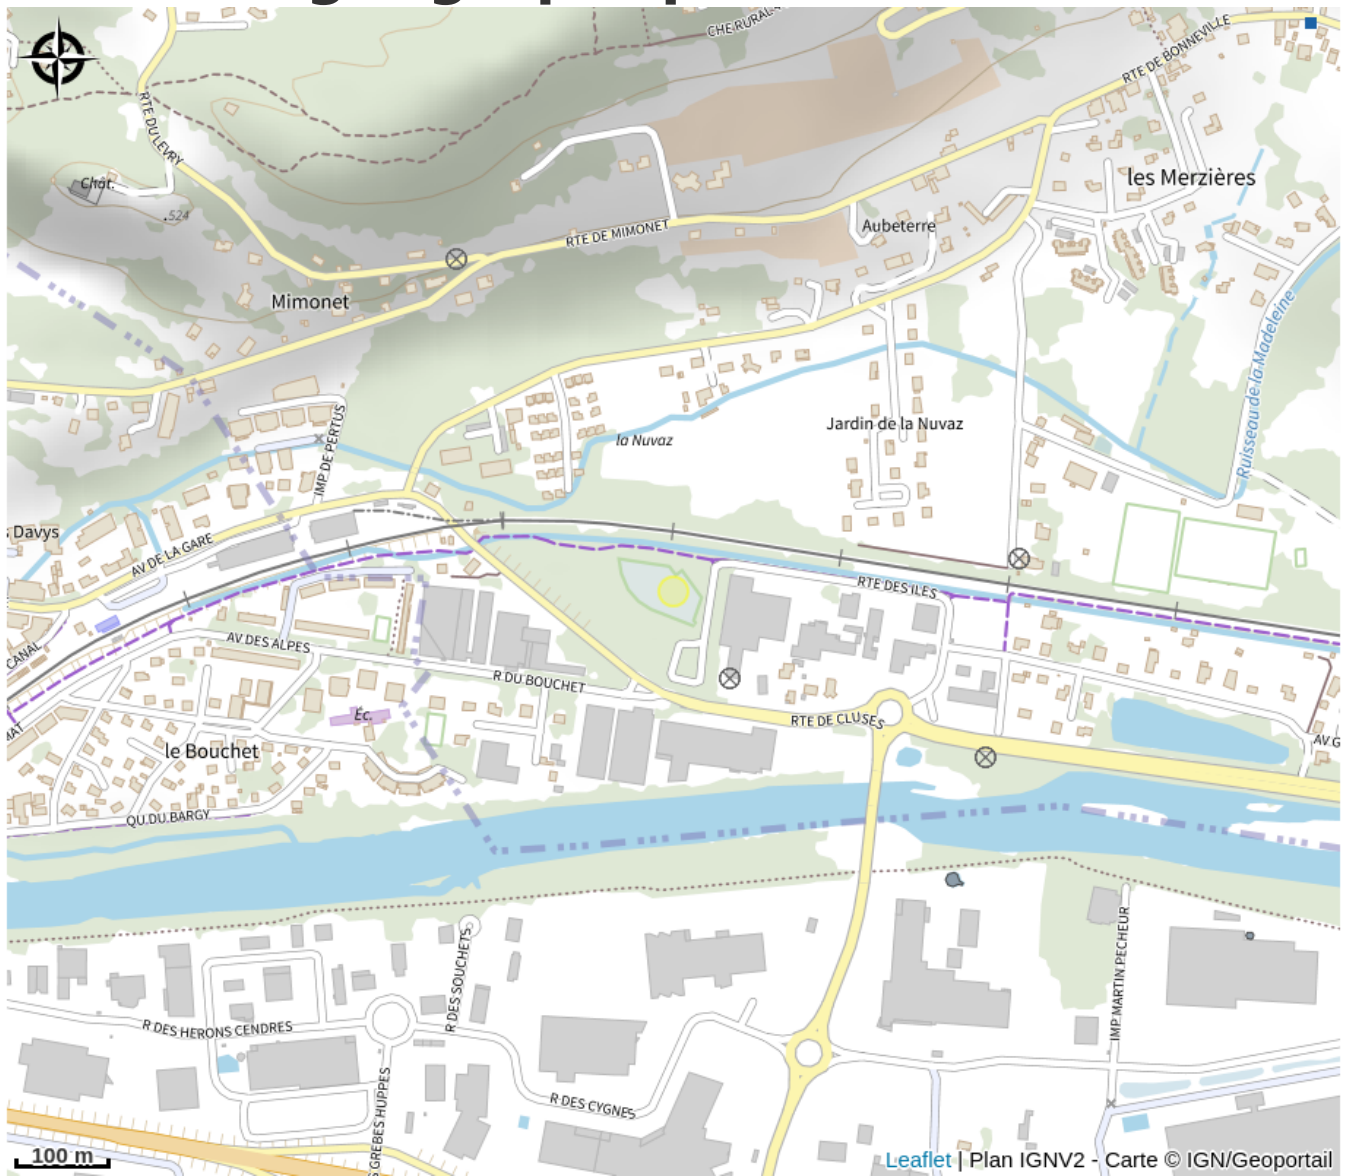 CHE RURAL
RTE DE BONNEVILLE
RTE DU LEVRY
Chât.
.524
les Merzières
RTE DE MIMONET
Aubeterre
Mimonet
Ruisseau de la Madeleine
IMP DE PERTUS
la Nuvaz
Jardin de la Nuvaz
Davys
AV DE LA GARE
RTE DES ILES
CANAL
AV DES ALPES
R DU BOUCHET
Éc.
RTE DE CLUSES
AV G
le Bouchet
QU DU BARGY
IMP MARTIN PECHEUR
R DES SOUCHETS
R DES HERONS CENDRES
GREBES HUPPES
R DES CYGNES
100 m
Leaflet | Plan IGNV2 - Carte © IGN/Geoportail